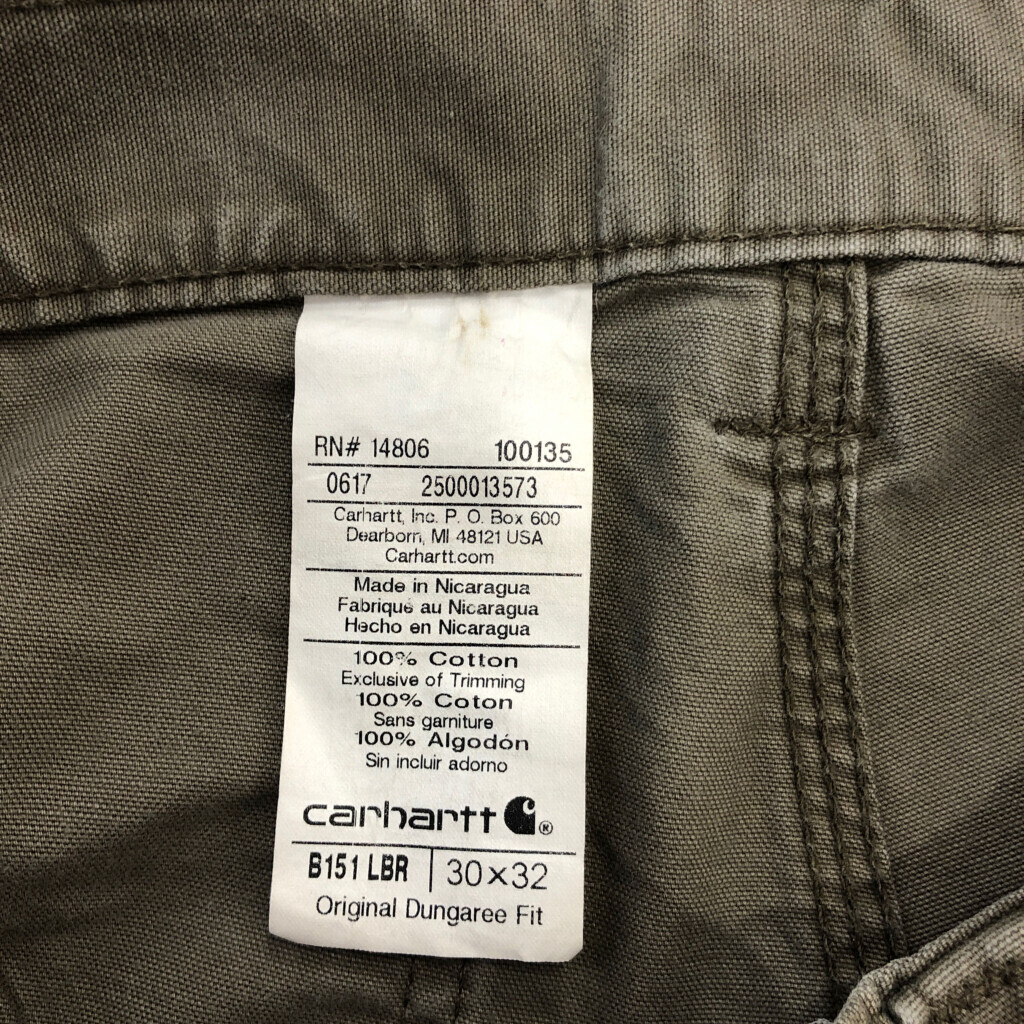 RN# 14806 100135
0617 2500013573
Carhartt, Inc. P. O. Box 600
Dearborn, MI 48121 USA
Carhartt.com
Made in Nicaragua
Fabriqué au Nicaragua
Hecho en Nicaragua
100% Cotton
Exclusive of Trimming
100% Coton
Sans garniture
100% Algodón
Sin incluir adorno
carhartt ®
B151 LBR 30×32
Original Dungaree Fit